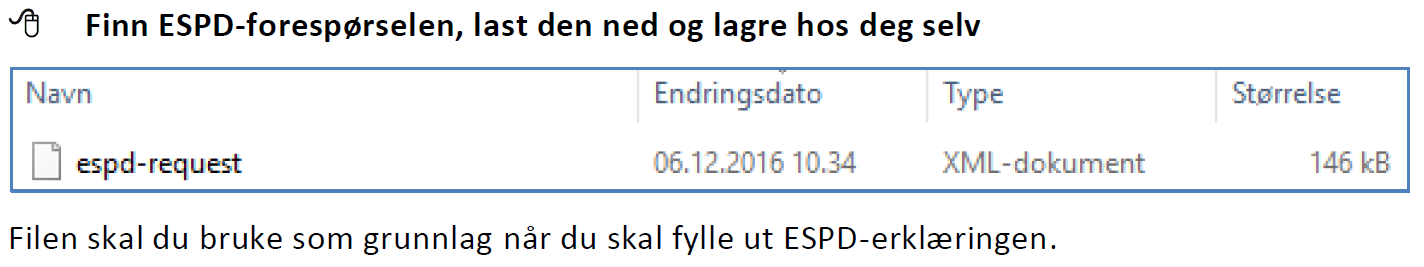 Finn ESPD-forespørselen, last den ned og lagre hos deg selv
Navn Endringsdato Type Størrelse
espd-request 06.12.2016 10.34 XML-dokument 146 kB
Filen skal du bruke som grunnlag når du skal fylle ut ESPD-erklæringen.